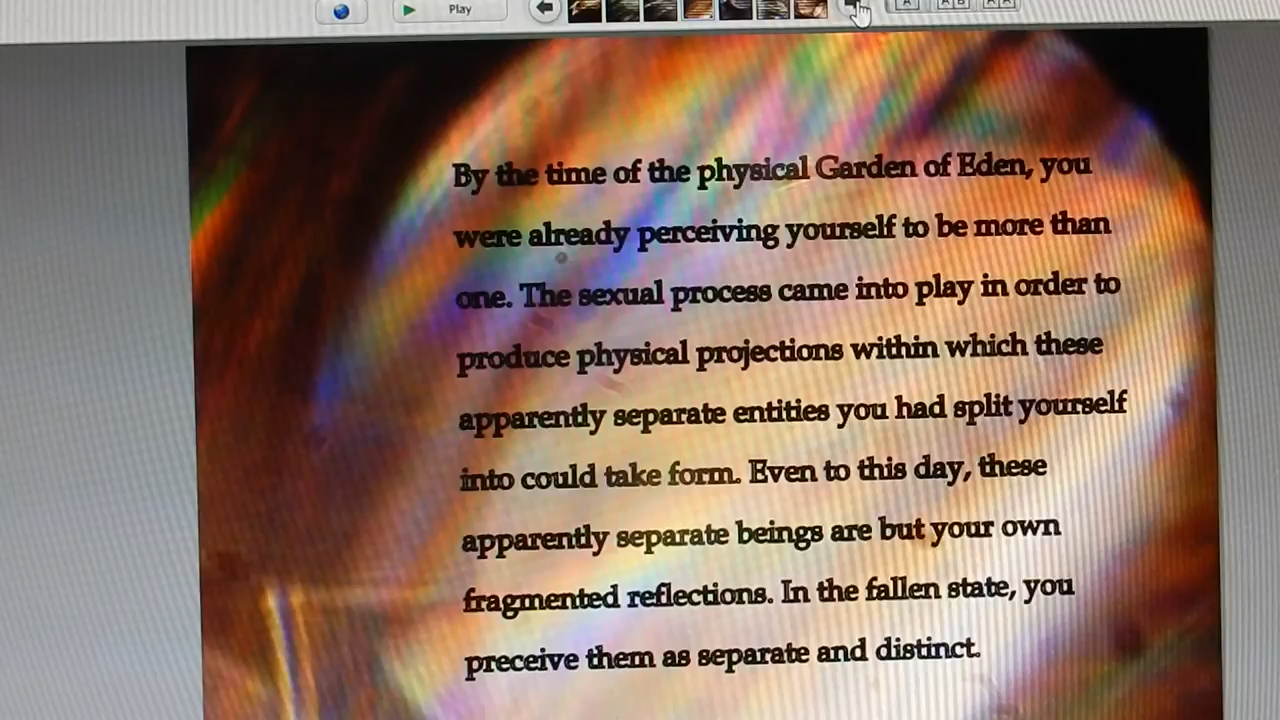 Play
A
A B
A A
By the time of the physical Garden of Eden, you
were already perceiving yourself to be more than
one. The sexual process came into play in order to
produce physical projections within which these
apparently separate entities you had split yourself
into could take form. Even to this day, these
apparently separate beings are but your own
fragmented reflections. In the fallen state, you
preceive them as separate and distinct.